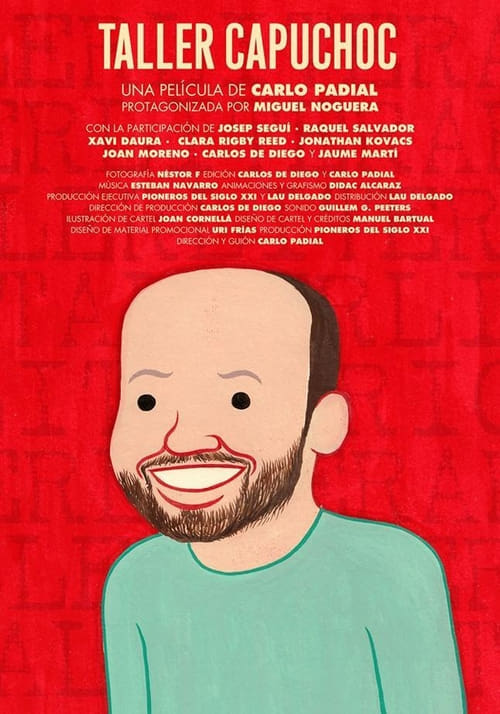 TALLER CAPUCHOC
UNA PELÍCULA DE CARLO PADIAL
PROTAGONIZADA POR MIGUEL NOGUERA
CON LA PARTICIPACIÓN DE JOSEP SEGUÍ · RAQUEL SALVADOR
XAVI DAURA · CLARA RIGBY REED · JONATHAN KOVACS
JOAN MORENO · CARLOS DE DIEGO Y JAUME MARTÍ
FOTOGRAFÍA NÉSTOR F EDICIÓN CARLOS DE DIEGO Y CARLO PADIAL
MÚSICA ESTEBAN NAVARRO ANIMACIONES Y GRAFISMO DIDAC ALCARAZ
PRODUCCIÓN EJECUTIVA PIONEROS DEL SIGLO XXI Y LAU DELGADO DISTRIBUCIÓN LAU DELGADO
DIRECCIÓN DE PRODUCCIÓN CARLOS DE DIEGO SONIDO GUILLEM G. PEETERS
ILUSTRACIÓN DE CARTEL JOAN CORNELLÀ DISEÑO DE CARTEL Y CRÉDITOS MANUEL BARTUAL
DISEÑO DE MATERIAL PROMOCIONAL URI FRÍAS PRODUCCIÓN PIONEROS DEL SIGLO XXI
DIRECCIÓN Y GUIÓN CARLO PADIAL